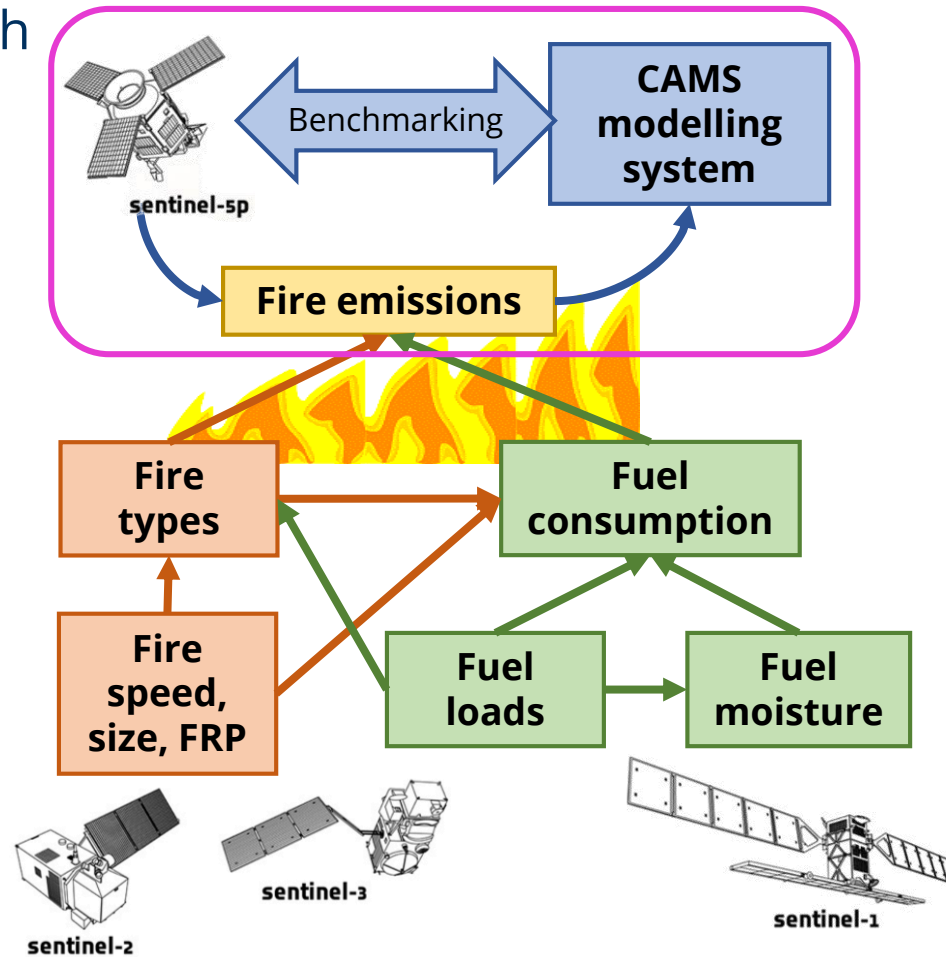 h
Benchmarking
CAMS
modelling
system
sentinel-5p
Fire emissions
Fire
types
Fuel
consumption
Fire
speed,
size, FRP
Fuel
loads
Fuel
moisture
sentinel-3
sentinel-1
sentinel-2